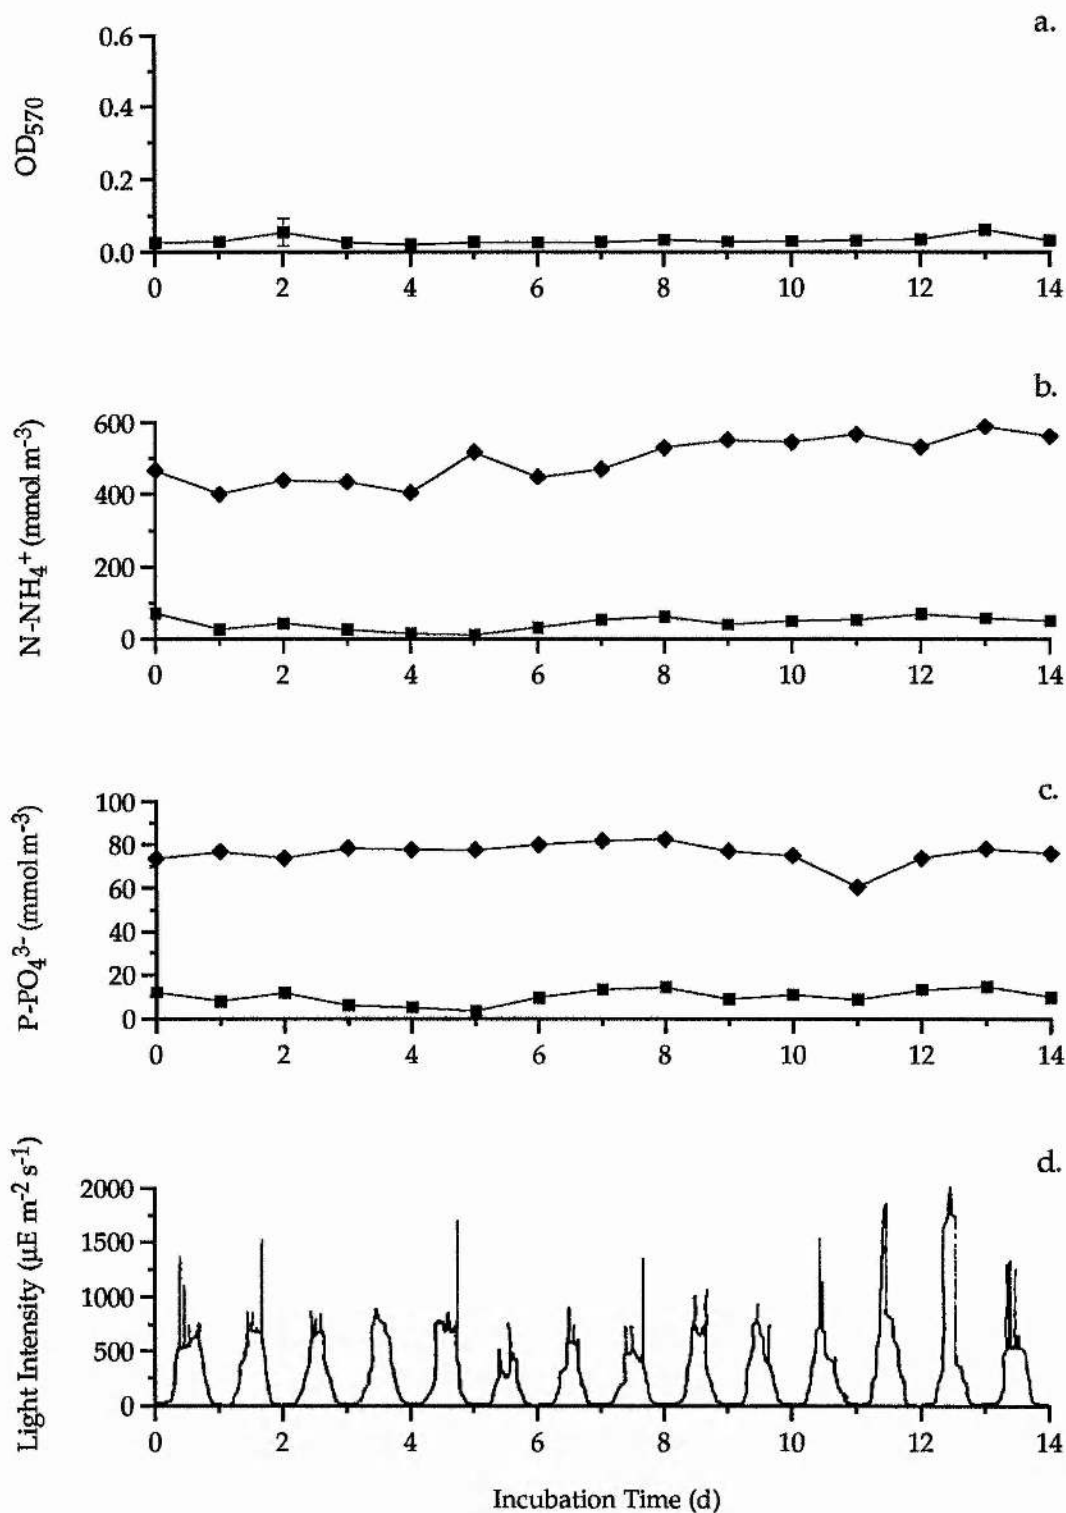 a.
0.6
0.4
0.2
0.0
OD570
0 2 4 6 8 10 12 14
b.
600
400
200
0
N-NH4+ (mmol m-3)
0 2 4 6 8 10 12 14
c.
100
80
60
40
20
0
P-PO43- (mmol m-3)
0 2 4 6 8 10 12 14
d.
2000
1500
1000
500
0
Light Intensity (µE m-2 s-1)
0 2 4 6 8 10 12 14
Incubation Time (d)